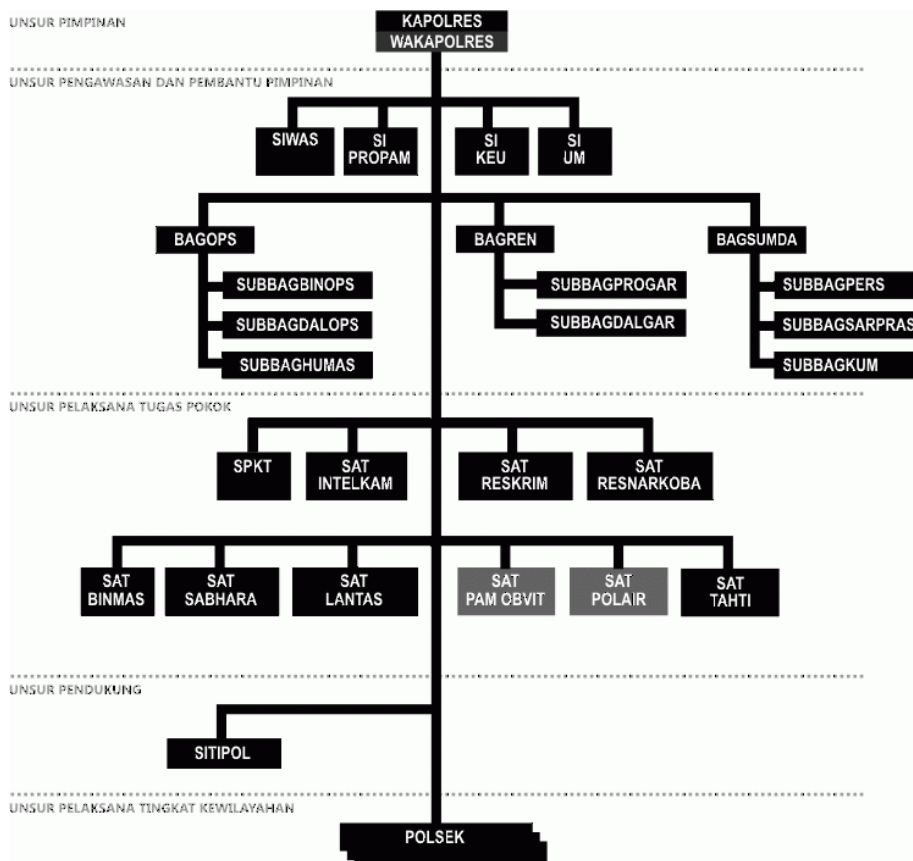 UNSUR PIMPINAN
KAPOLRES
WAKAPOLRES
UNSUR PENGAWASAN DAN PEMBANTU PIMPINAN
SIWAS
SI
PROPAM
SI
KEU
SI
UM
BAGOPS
BAGREN
BAGSUMDA
SUBBAGBINOPS
SUBBAGDALOPS
SUBBAGHUMAS
SUBBAGPROGAR
SUBBAGDALGAR
SUBBAGPERS
SUBBAGSARPRAS
SUBBAGKUM
UNSUR PELAKSANA TUGAS POKOK
SPKT
SAT
INTELKAM
SAT
RESKRIM
SAT
RESNARKOBA
SAT
BINMAS
SAT
SABHARA
SAT
LANTAS
SAT
PAM OBVIT
SAT
POLAIR
SAT
TAHTI
UNSUR PENDUKUNG
SITIPOL
UNSUR PELAKSANA TINGKAT KEWILAYAHAN
POLSEK